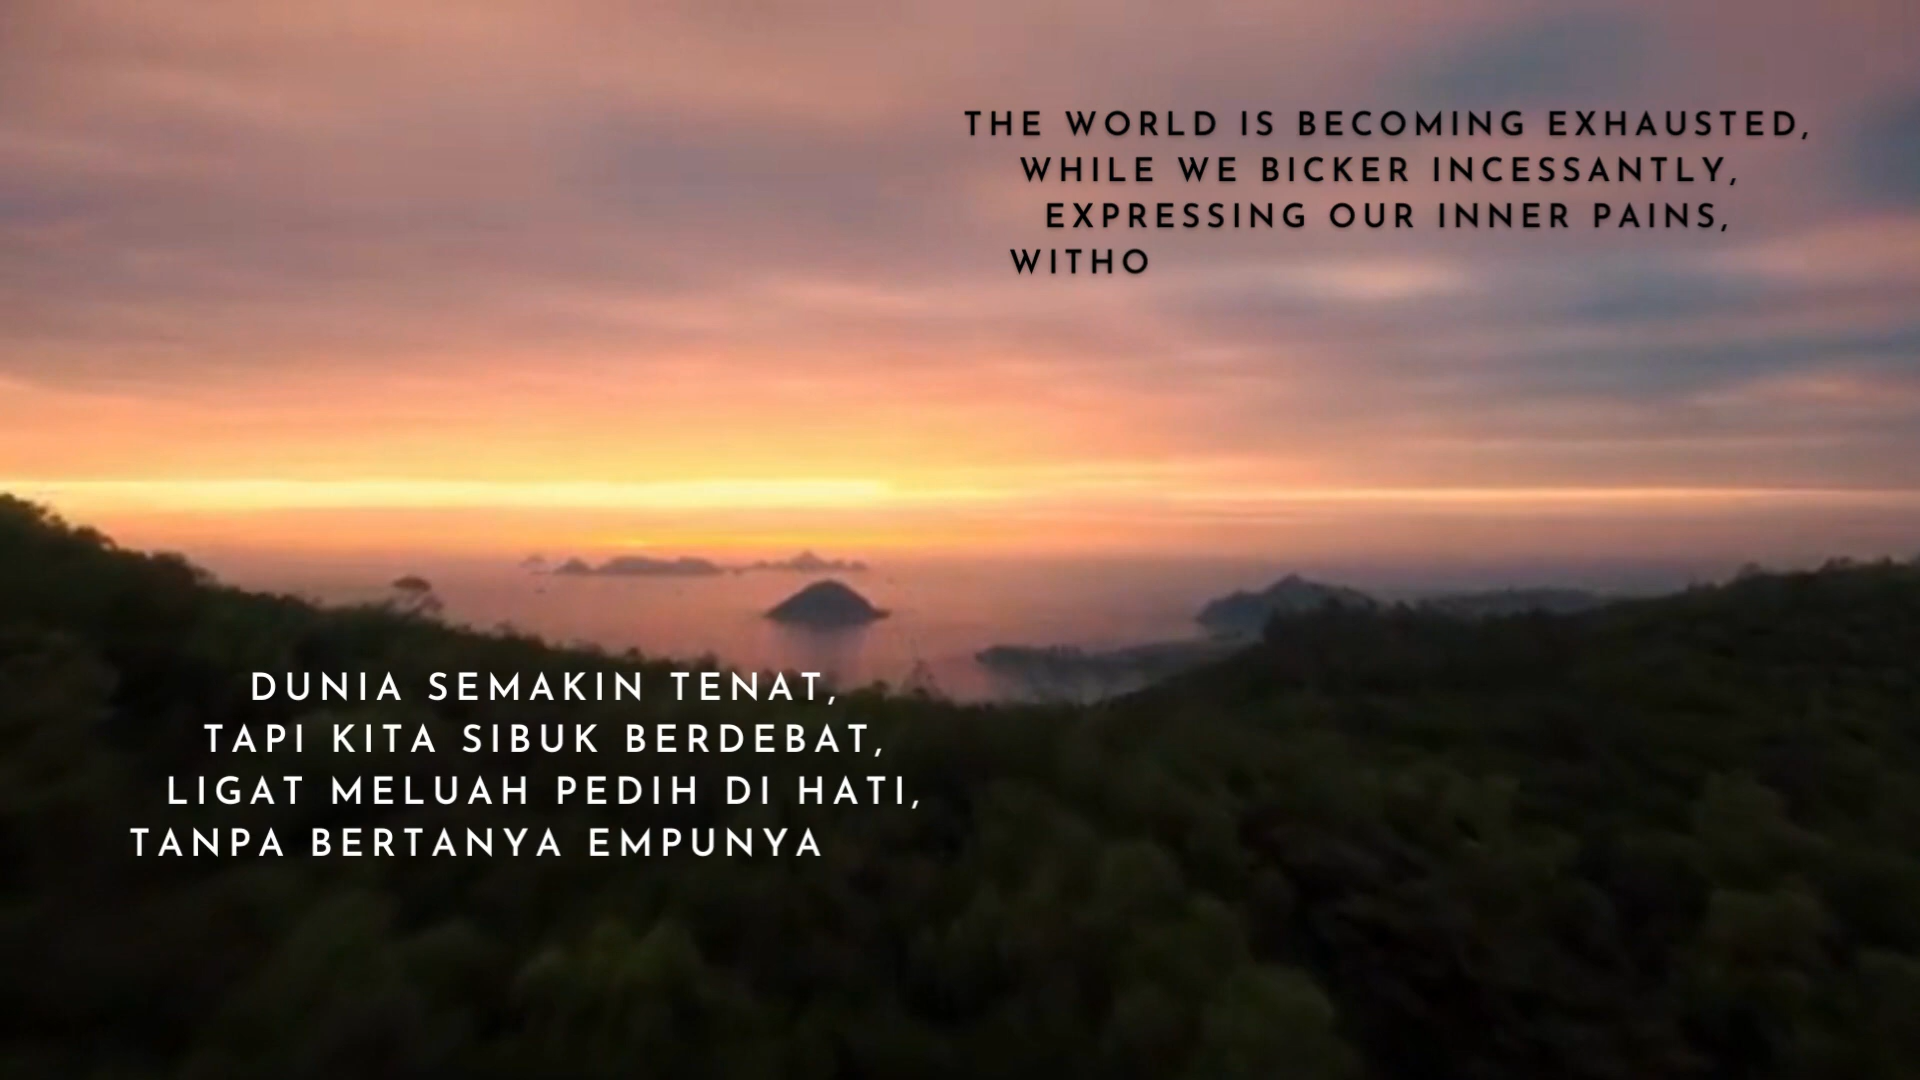 THE WORLD IS BECOMING EXHAUSTED,
WHILE WE BICKER INCESSANTLY,
EXPRESSING OUR INNER PAINS,
WITHO
DUNIA SEMAKIN TENAT,
TAPI KITA SIBUK BERDEBAT,
LIGAT MELUAH PEDIH DI HATI,
TANPA BERTANYA EMPUNYA